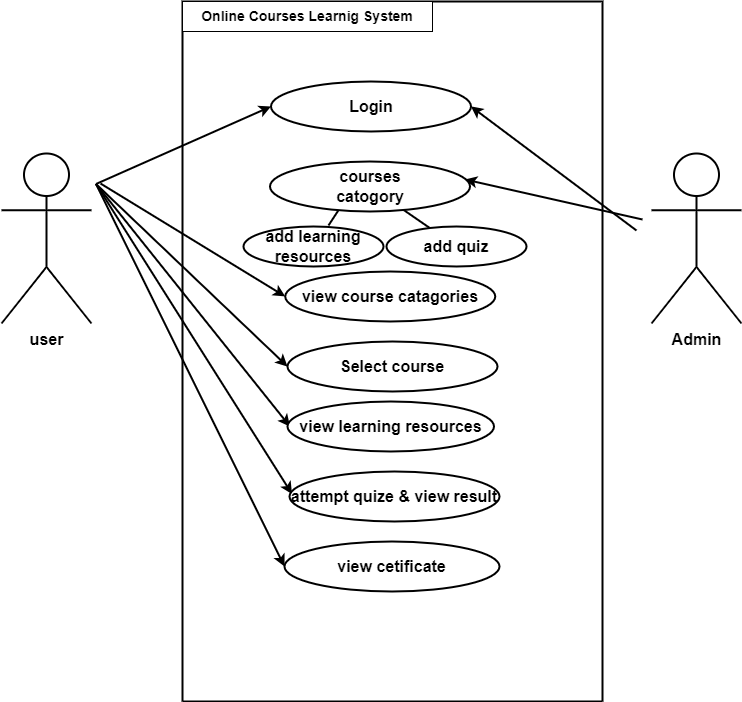 Online Courses Learnig System
Login
courses
catogory
add learning
resources
add quiz
view course catagories
Select course
view learning resources
attempt quize & view result
view cetificate
user
Admin